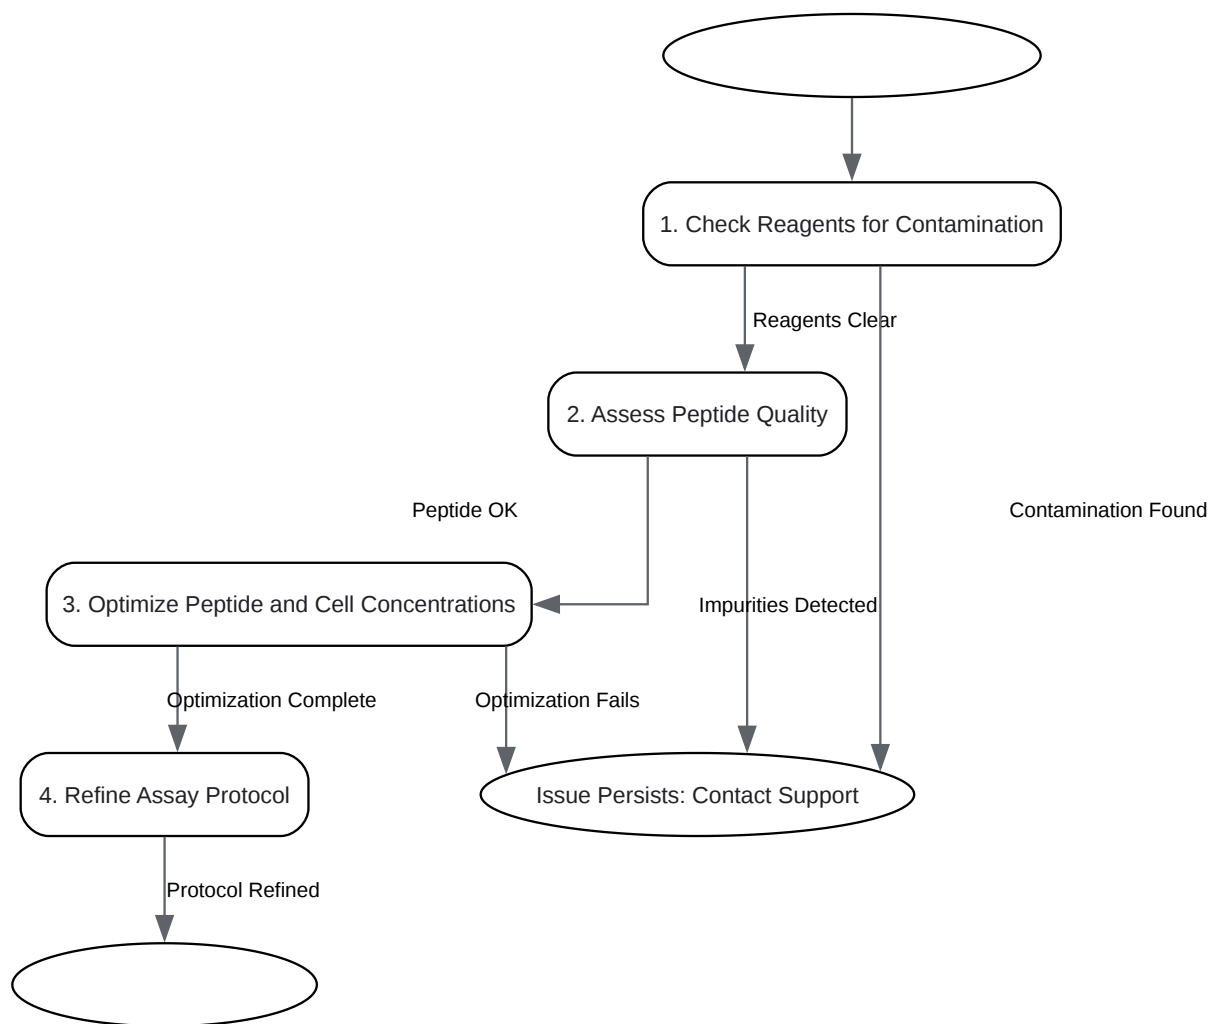 1. Check Reagents for Contamination
Reagents Clear
2. Assess Peptide Quality
Peptide OK
Contamination Found
3. Optimize Peptide and Cell Concentrations
Impurities Detected
Optimization Complete
Optimization Fails
4. Refine Assay Protocol
Issue Persists: Contact Support
Protocol Refined